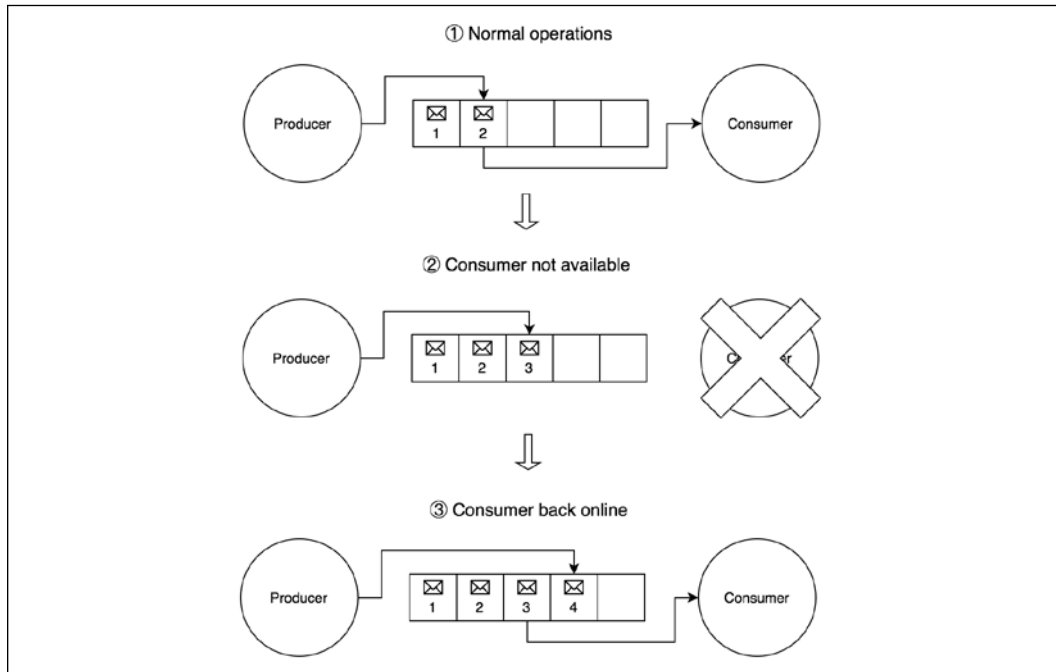 ① Normal operations
Producer
1
2
Consumer
② Consumer not available
Producer
1
2
3
③ Consumer back online
Producer
1
2
3
4
Consumer